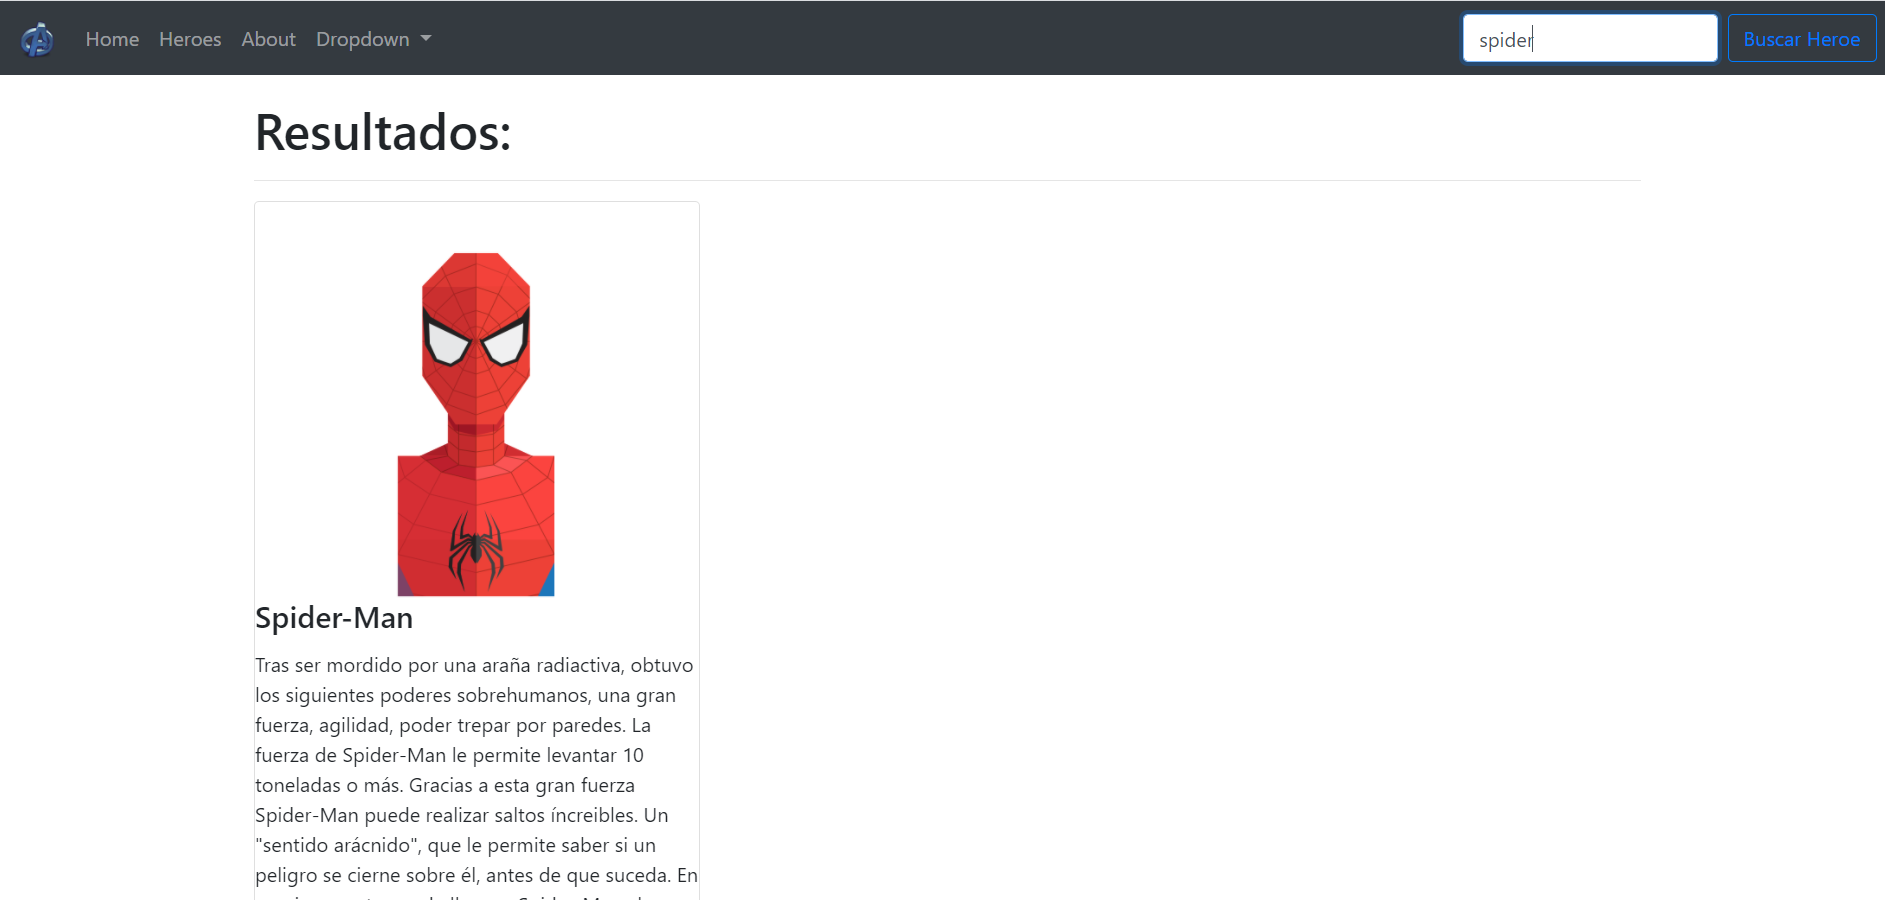 Home Heroes About Dropdown spider Buscar Heroe
Resultados:
Spider-Man
Tras ser mordido por una araña radiactiva, obtuvo
los siguientes poderes sobrehumanos, una gran
fuerza, agilidad, poder trepar por paredes. La
fuerza de Spider-Man le permite levantar 10
toneladas o más. Gracias a esta gran fuerza
Spider-Man puede realizar saltos íncreibles. Un
"sentido arácnido", que le permite saber si un
peligro se cierne sobre él, antes de que suceda. En